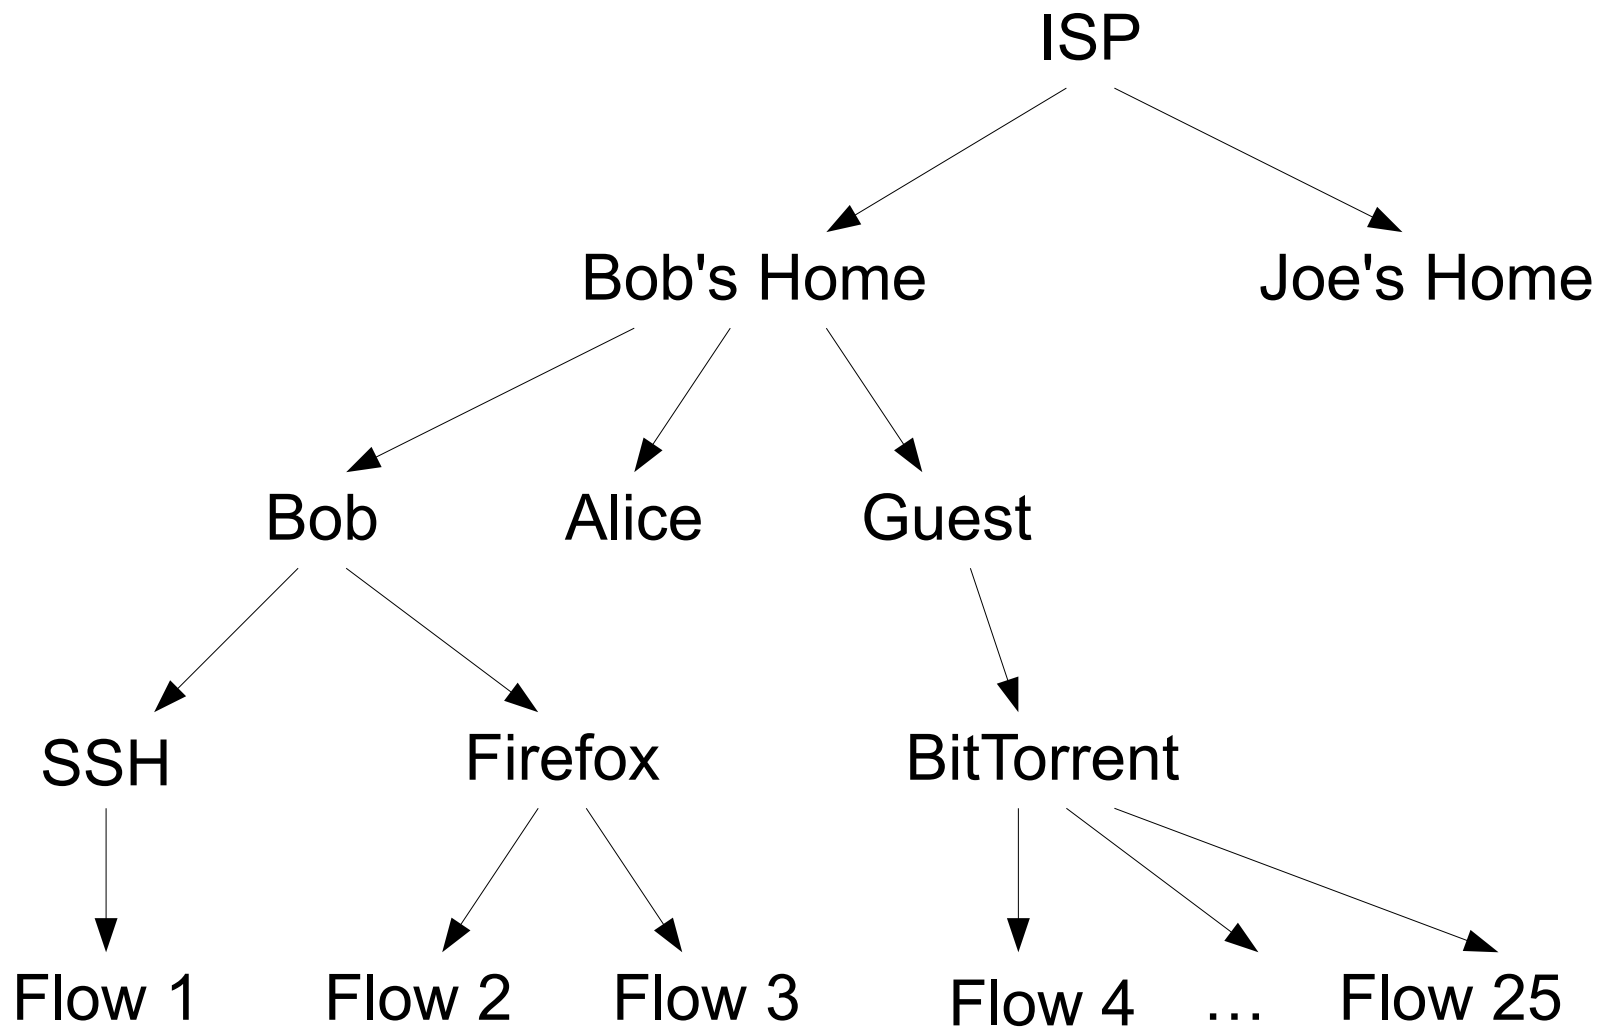 ISP
Bob's Home
Joe's Home
Bob
Alice
Guest
SSH
Firefox
BitTorrent
Flow 1
Flow 2
Flow 3
Flow 4
...
Flow 25